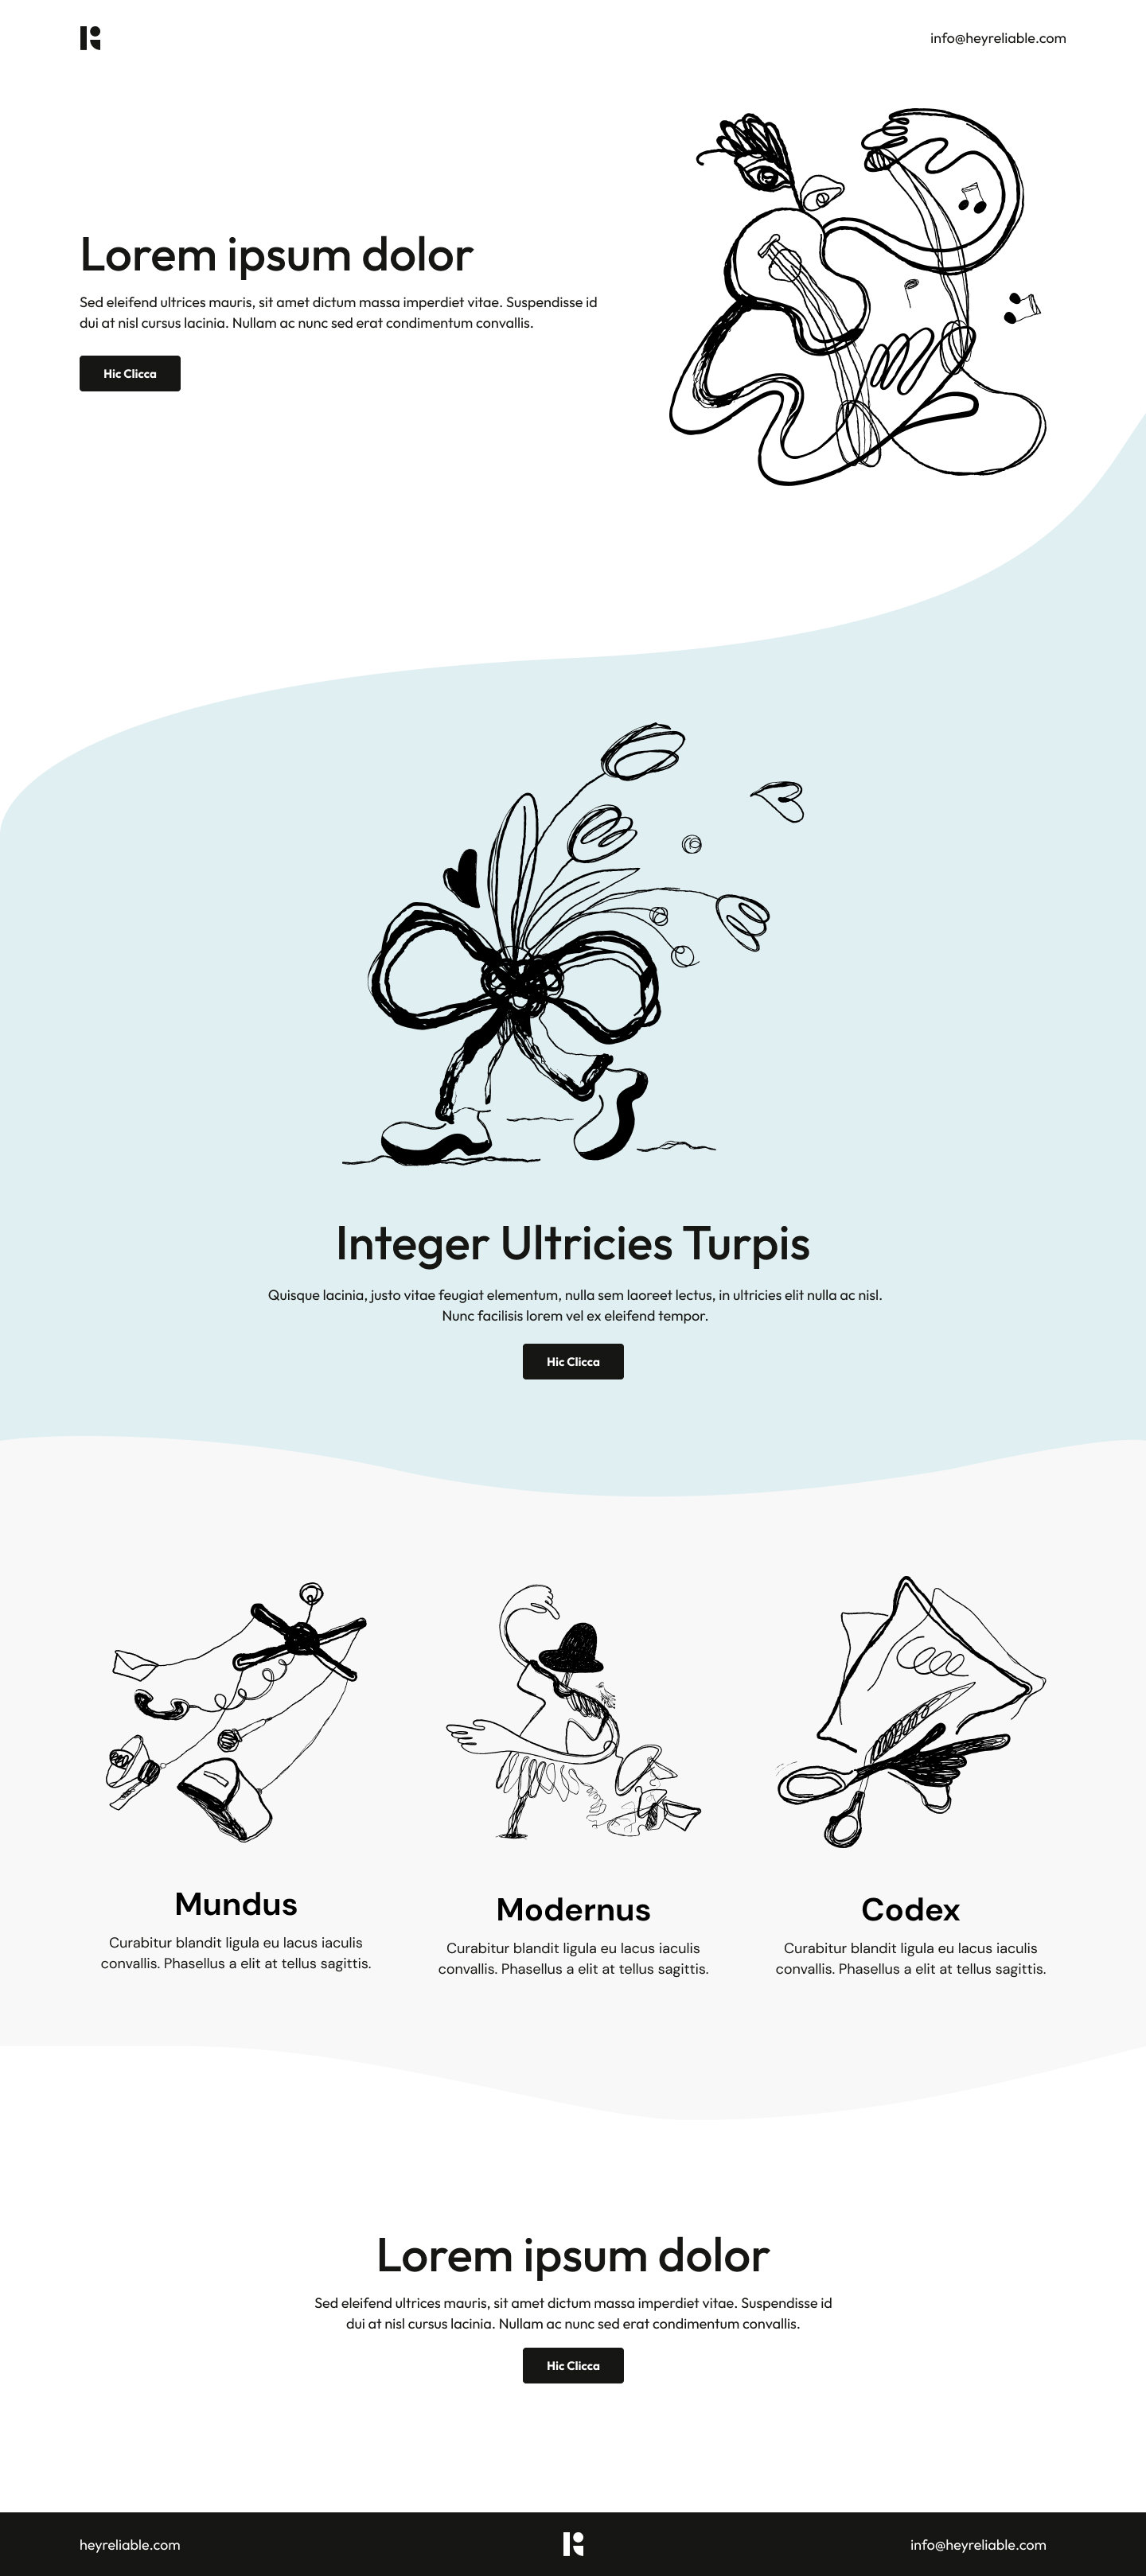 info@heyreliable.com
Lorem ipsum dolor
Sed eleifend ultrices mauris, sit amet dictum massa imperdiet vitae. Suspendisse id
dui at nisl cursus lacinia. Nullam ac nunc sed erat condimentum convallis.
Hic Clicca
Integer Ultricies Turpis
Quisque lacinia, justo vitae feugiat elementum, nulla sem laoreet lectus, in ultricies elit nulla ac nisl.
Nunc facilisis lorem vel ex eleifend tempor.
Hic Clicca
Mundus
Curabitur blandit ligula eu lacus iaculis
convallis. Phasellus a elit at tellus sagittis.
Modernus
Curabitur blandit ligula eu lacus iaculis
convallis. Phasellus a elit at tellus sagittis.
Codex
Curabitur blandit ligula eu lacus iaculis
convallis. Phasellus a elit at tellus sagittis.
Lorem ipsum dolor
Sed eleifend ultrices mauris, sit amet dictum massa imperdiet vitae. Suspendisse id
dui at nisl cursus lacinia. Nullam ac nunc sed erat condimentum convallis.
Hic Clicca
heyreliable.com
info@heyreliable.com